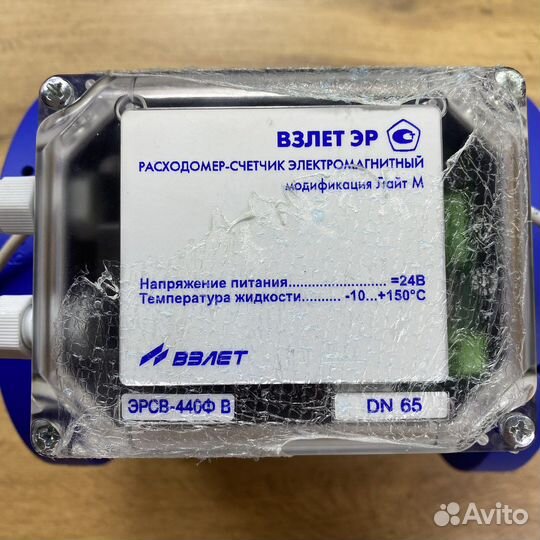 ВЗЛЕТ ЭР
РАСХОДОМЕР-СЧЕТЧИК ЭЛЕКТРОМАГНИТНЫЙ
модификация Лайт М
Напряжение питания........................ =24В
Температура жидкости.......... -10...+150°С
ВЗЛЕТ
ЭРСВ-440Ф В
DN 65
Avito